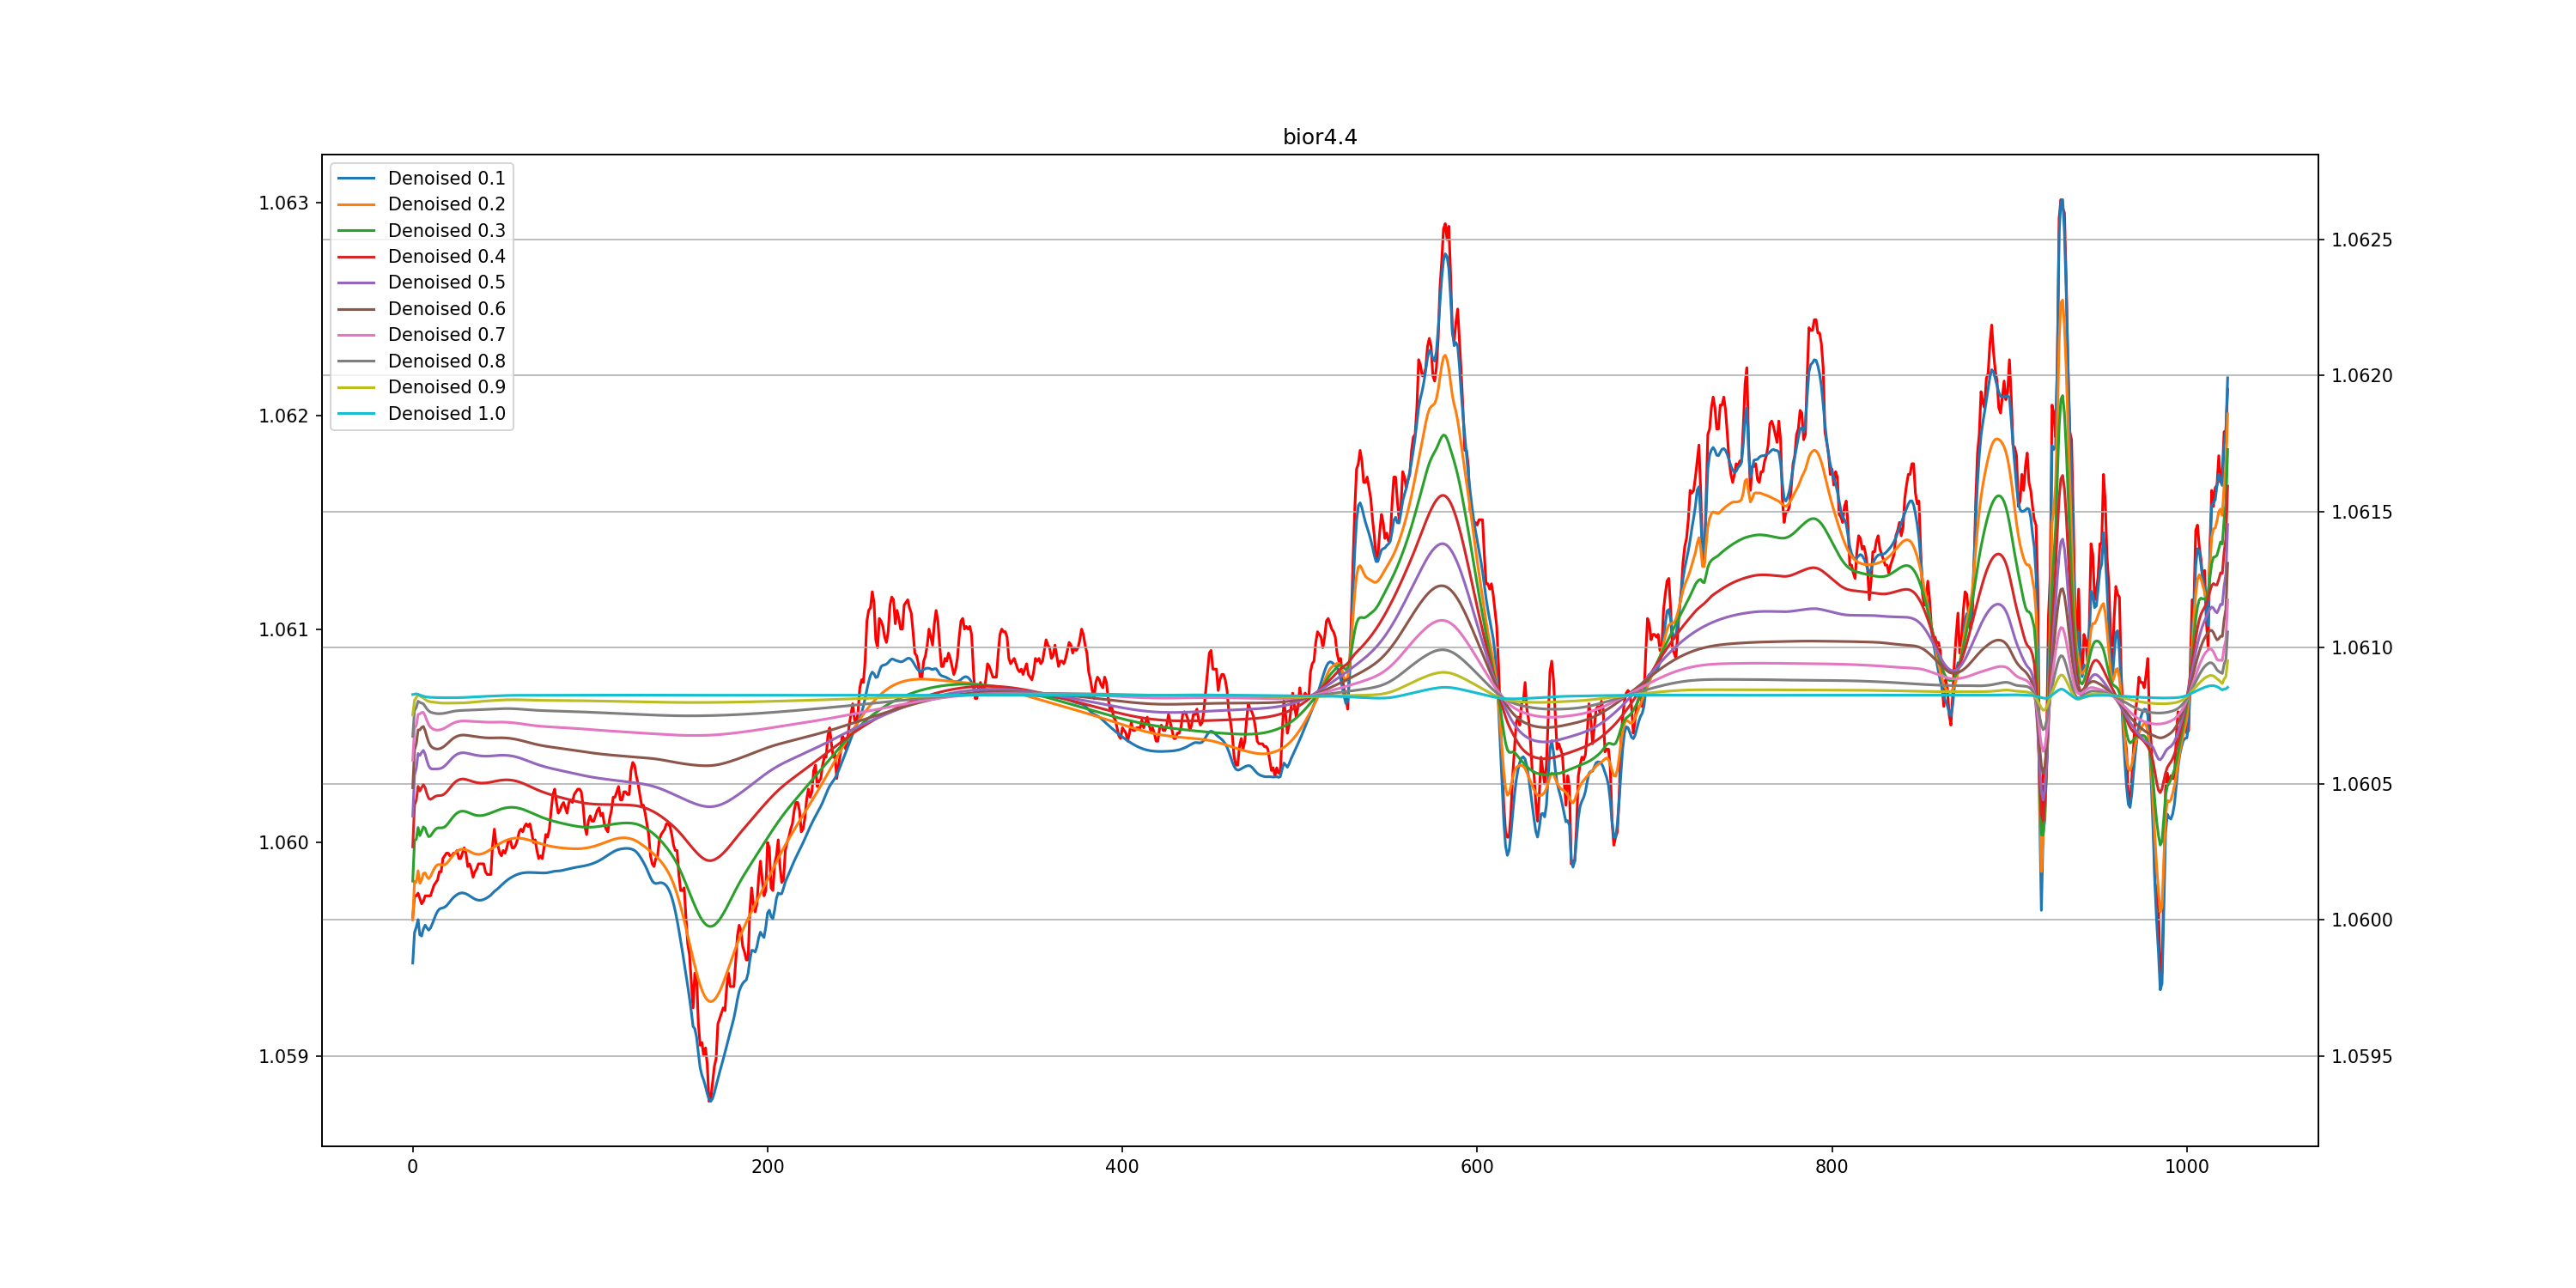 bior4.4
Denoised 0.1
Denoised 0.2
Denoised 0.3
Denoised 0.4
Denoised 0.5
Denoised 0.6
Denoised 0.7
Denoised 0.8
Denoised 0.9
Denoised 1.0
1.063
1.062
1.061
1.060
1.059
1.0625
1.0620
1.0615
1.0610
1.0605
1.0600
1.0595
0 200 400 600 800 1000